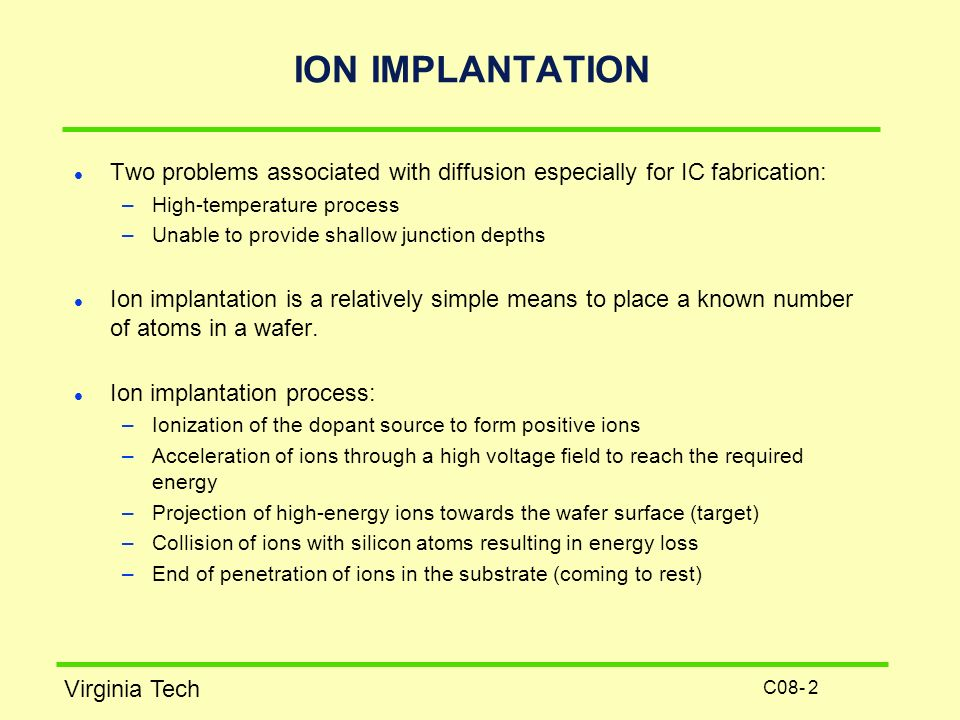 ION IMPLANTATION
● Two problems associated with diffusion especially for IC fabrication:
– High-temperature process
– Unable to provide shallow junction depths
● Ion implantation is a relatively simple means to place a known number
of atoms in a wafer.
● Ion implantation process:
– Ionization of the dopant source to form positive ions
– Acceleration of ions through a high voltage field to reach the required
energy
– Projection of high-energy ions towards the wafer surface (target)
– Collision of ions with silicon atoms resulting in energy loss
– End of penetration of ions in the substrate (coming to rest)
Virginia Tech
C08- 2